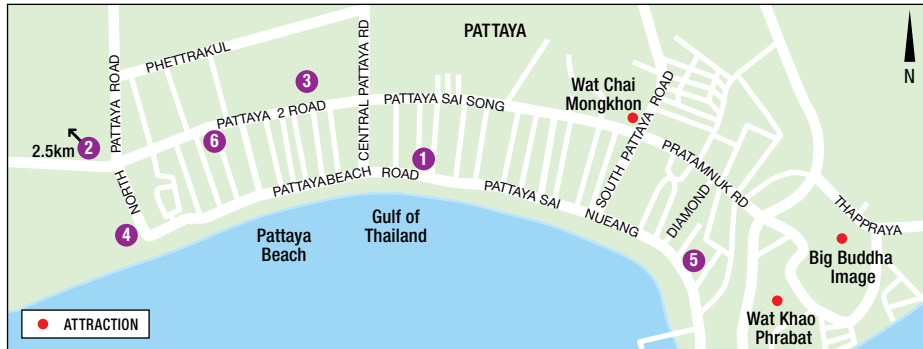 PATTAYA
N
PHETTRAKUL
CENTRAL PATTAYA RD
NORTH PATTAYA ROAD
3
Wat Chai
Mongkhon
PATTAYA 2 ROAD
PATTAYA SAI SONG
SOUTH PATTAYA ROAD
2
2.5km
6
1
PRATAMNUK RD
PATTAYA BEACH ROAD
PATTAYA SAI NUEANG
DIAMOND
THAPPRAYA
4
Pattaya
Beach
Gulf of
Thailand
5
Big Buddha
Image
Wat Khao
Phrabat
ATTRACTION